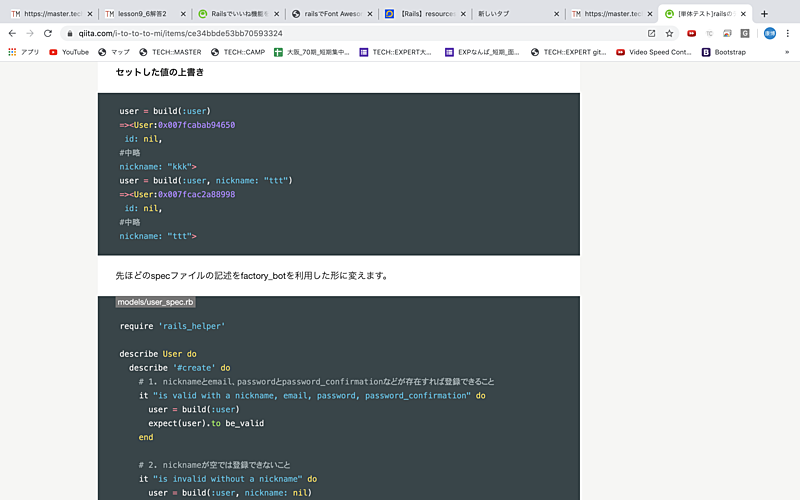 https://master.tec
lesson9_6解答2
Railsでいいね機能を
railsでFont Aweson
【Rails】resource
新しいタブ
https://master.tec
[単体テスト]railsの
qiita.com/i-to-to-to-mi/items/ce34bbde53bb70593324
アプリ
YouTube
マップ
TECH::MASTER
TECH::CAMP
大阪_70期_短期集中...
TECH::EXPERT大...
EXPなんば_短期_面...
TECH::EXPERT git...
Video Speed Cont...
Bootstrap
»
セットした値の上書き
user = build(:user)
=><User:0x007fcabab94650
id: nil,
#中略
nickname: "kkk">
user = build(:user, nickname: "ttt")
=><User:0x007fcac2a88998
id: nil,
#中略
nickname: "ttt">
先ほどのspecファイルの記述をfactory_botを利用した形に変えます。
models/user_spec.rb
require 'rails_helper'
describe User do
describe '#create' do
# 1. nicknameとemail、passwordとpassword_confirmationなどが存在すれば登録できること
it "is valid with a nickname, email, password, password_confirmation" do
user = build(:user)
expect(user).to be_valid
end
# 2. nicknameが空では登録できないこと
it "is invalid without a nickname" do
user = build(:user, nickname: nil)